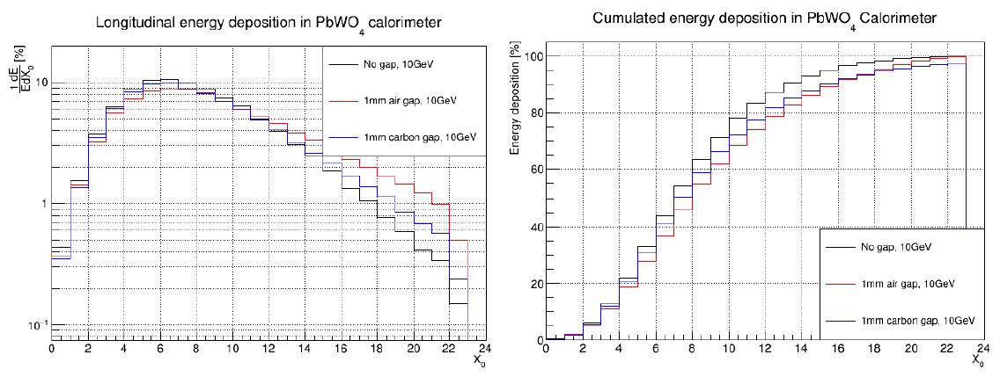 Longitudinal energy deposition in PbWO4 calorimeter
1 dE
EdX0 [%]
No gap, 10GeV
1mm air gap, 10GeV
1mm carbon gap, 10GeV
10
1
10−1
0 2 4 6 8 10 12 14 16 18 20 22 24
X0
Cumulated energy deposition in PbWO4 Calorimeter
Energy deposition [%]
100
80
60
40
20
0
No gap, 10GeV
1mm air gap, 10GeV
1mm carbon gap, 10GeV
0 2 4 6 8 10 12 14 16 18 20 22 24
X0